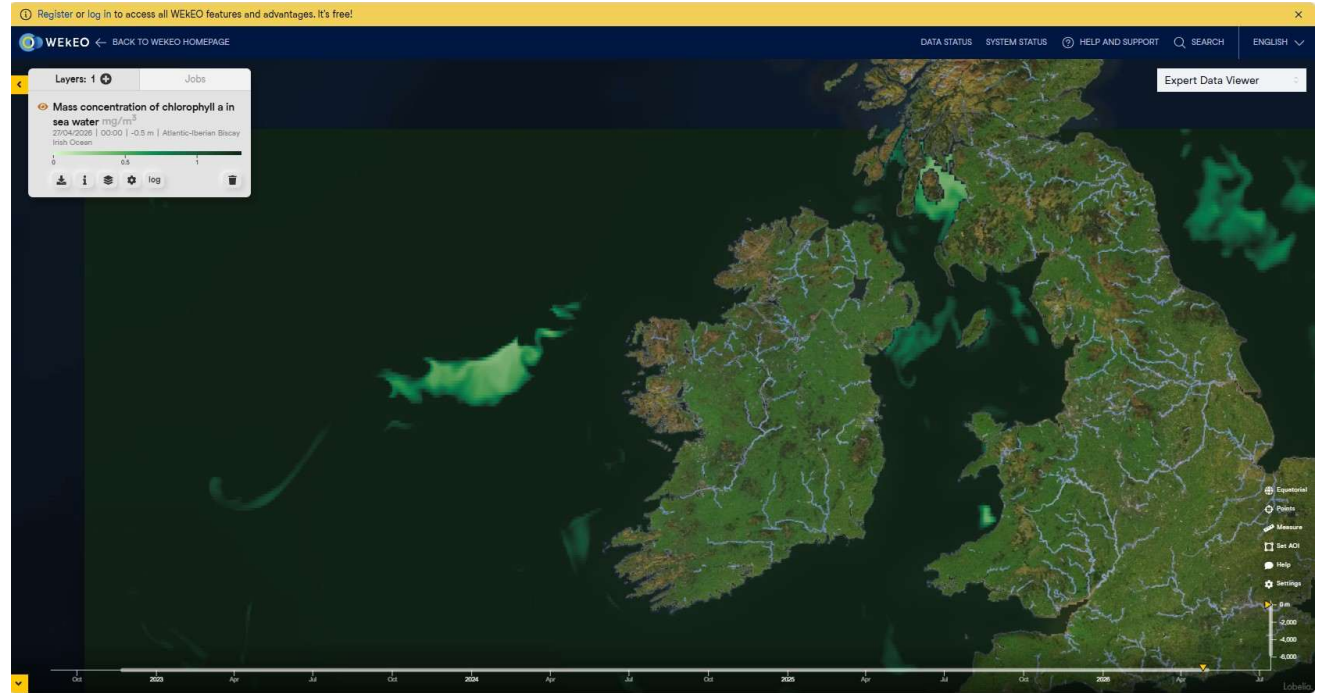 Register or log in to access all WEkEO features and advantages. It's free!
WEkEO ← BACK TO WEKEO HOMEPAGE
DATA STATUS SYSTEM STATUS HELP AND SUPPORT SEARCH ENGLISH
Layers: 1 Jobs
Expert Data Viewer
Mass concentration of chlorophyll a in
sea water mg/m³
27/04/2026 | 00:00 | -0.5 m | Atlantic-Iberian Biscay
Irish Ocean
0 0.5 1
log
Equatorial
Points
Measure
Set AOI
Help
Settings
0 m
-2,000
-4,000
-6,000
Oct 2023 Apr Jul Oct 2024 Apr Jul Oct 2025 Apr Jul Oct 2026 Apr Jul
Lobelia